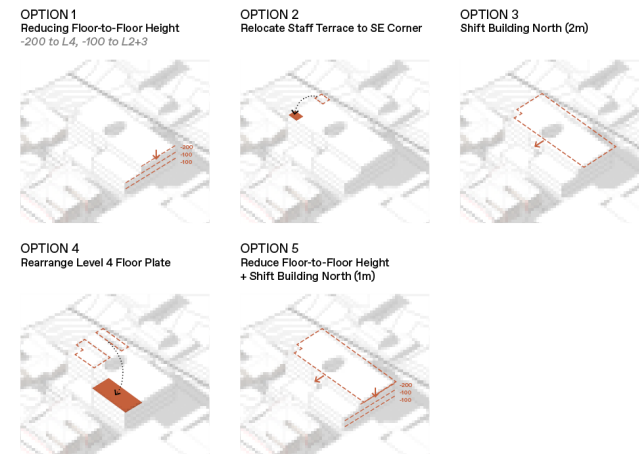 OPTION 1
Reducing Floor-to-Floor Height
-200 to L4, -100 to L2+3
-200
-100
-100
OPTION 2
Relocate Staff Terrace to SE Corner
OPTION 3
Shift Building North (2m)
OPTION 4
Rearrange Level 4 Floor Plate
OPTION 5
Reduce Floor-to-Floor Height
+ Shift Building North (1m)
-200
-100
-100